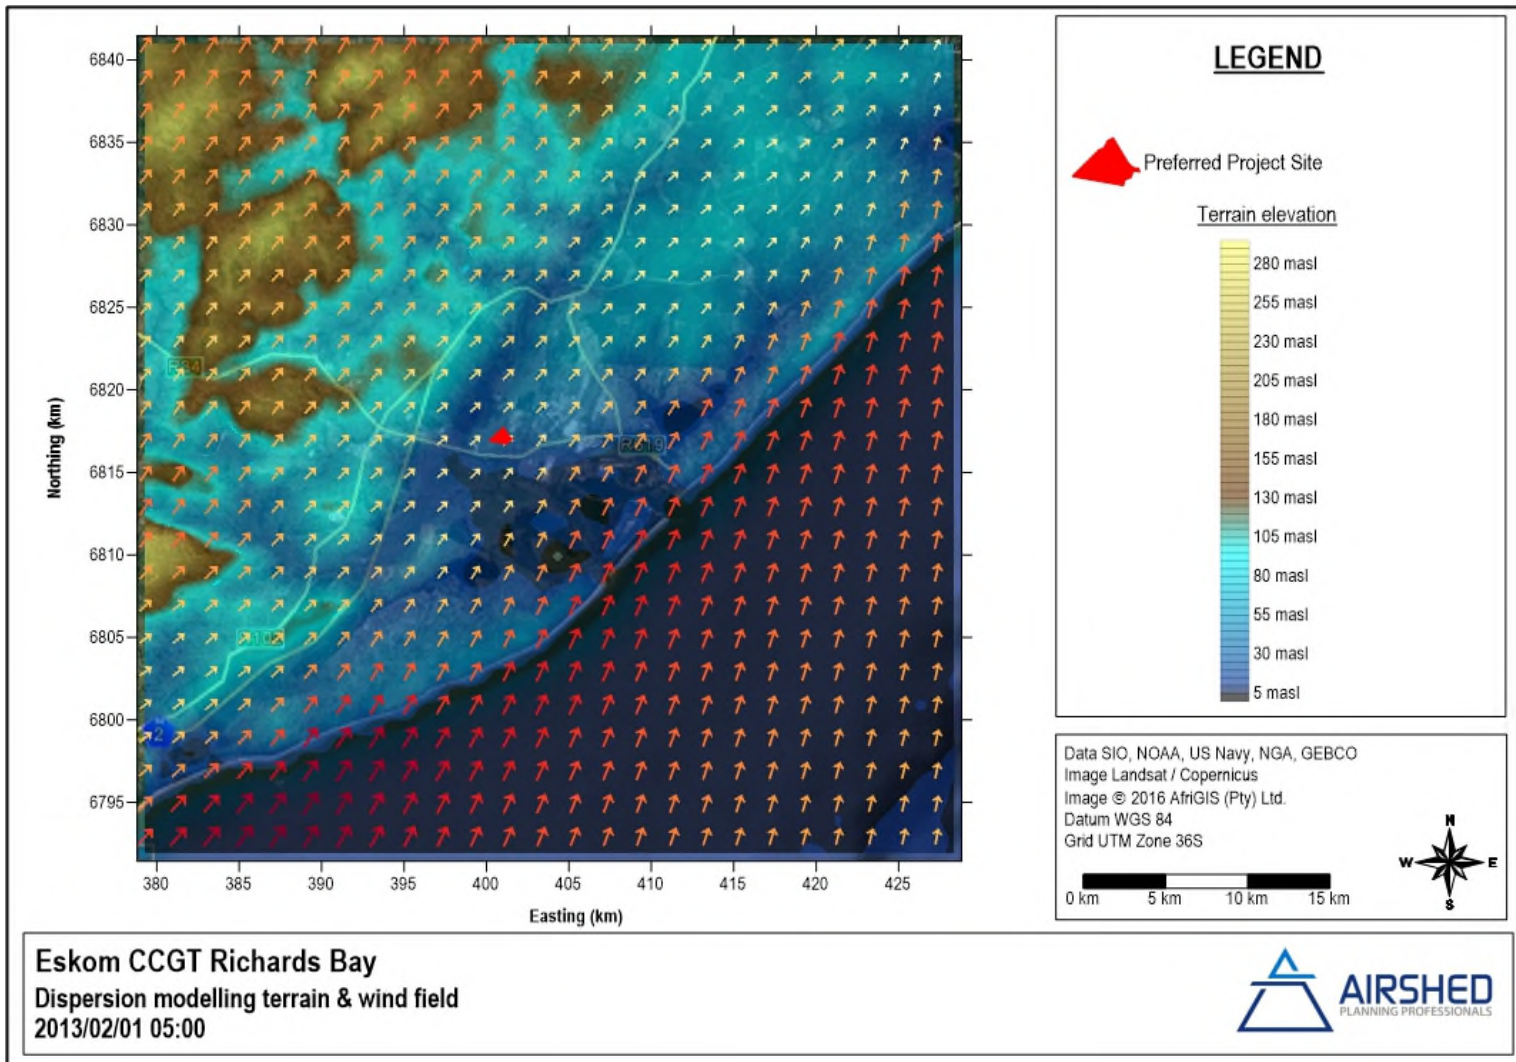 LEGEND
Preferred Project Site
Terrain elevation
280 masl
255 masl
230 masl
205 masl
180 masl
155 masl
130 masl
105 masl
80 masl
55 masl
30 masl
5 masl
6840
6835
6830
6825
6820
6815
6810
6805
6800
6795
Northing (km)
R34
R619
R102
2
380 385 390 395 400 405 410 415 420 425
Easting (km)
Data SIO, NOAA, US Navy, NGA, GEBCO
Image Landsat / Copernicus
Image © 2016 AfriGIS (Pty) Ltd.
Datum WGS 84
Grid UTM Zone 36S
N
W E
S
0 km 5 km 10 km 15 km
Eskom CCGT Richards Bay
Dispersion modelling terrain & wind field
2013/02/01 05:00
AIRSHED
PLANNING PROFESSIONALS